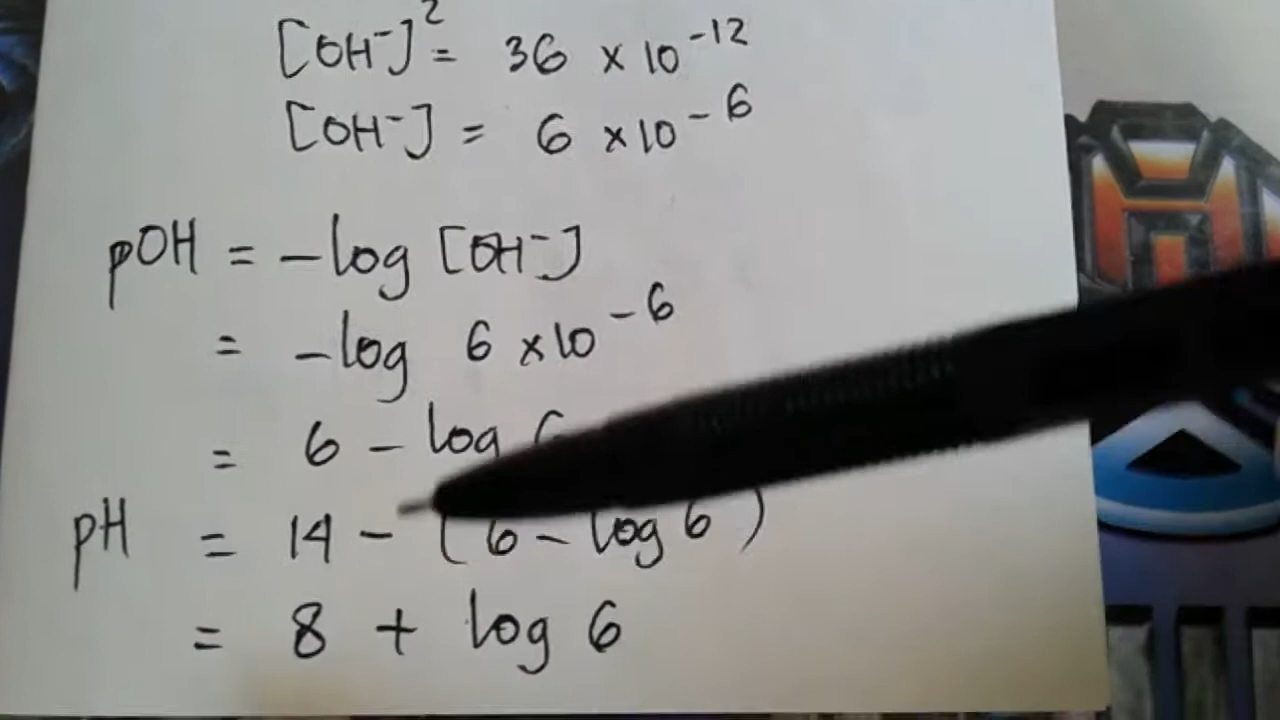 [OH⁻]² = 36 × 10⁻¹²
[OH⁻] = 6 × 10⁻⁶
pOH = -log [OH⁻]
= -log 6 × 10⁻⁶
= 6 - log
pH = 14 - (6 - log 6)
= 8 + log 6